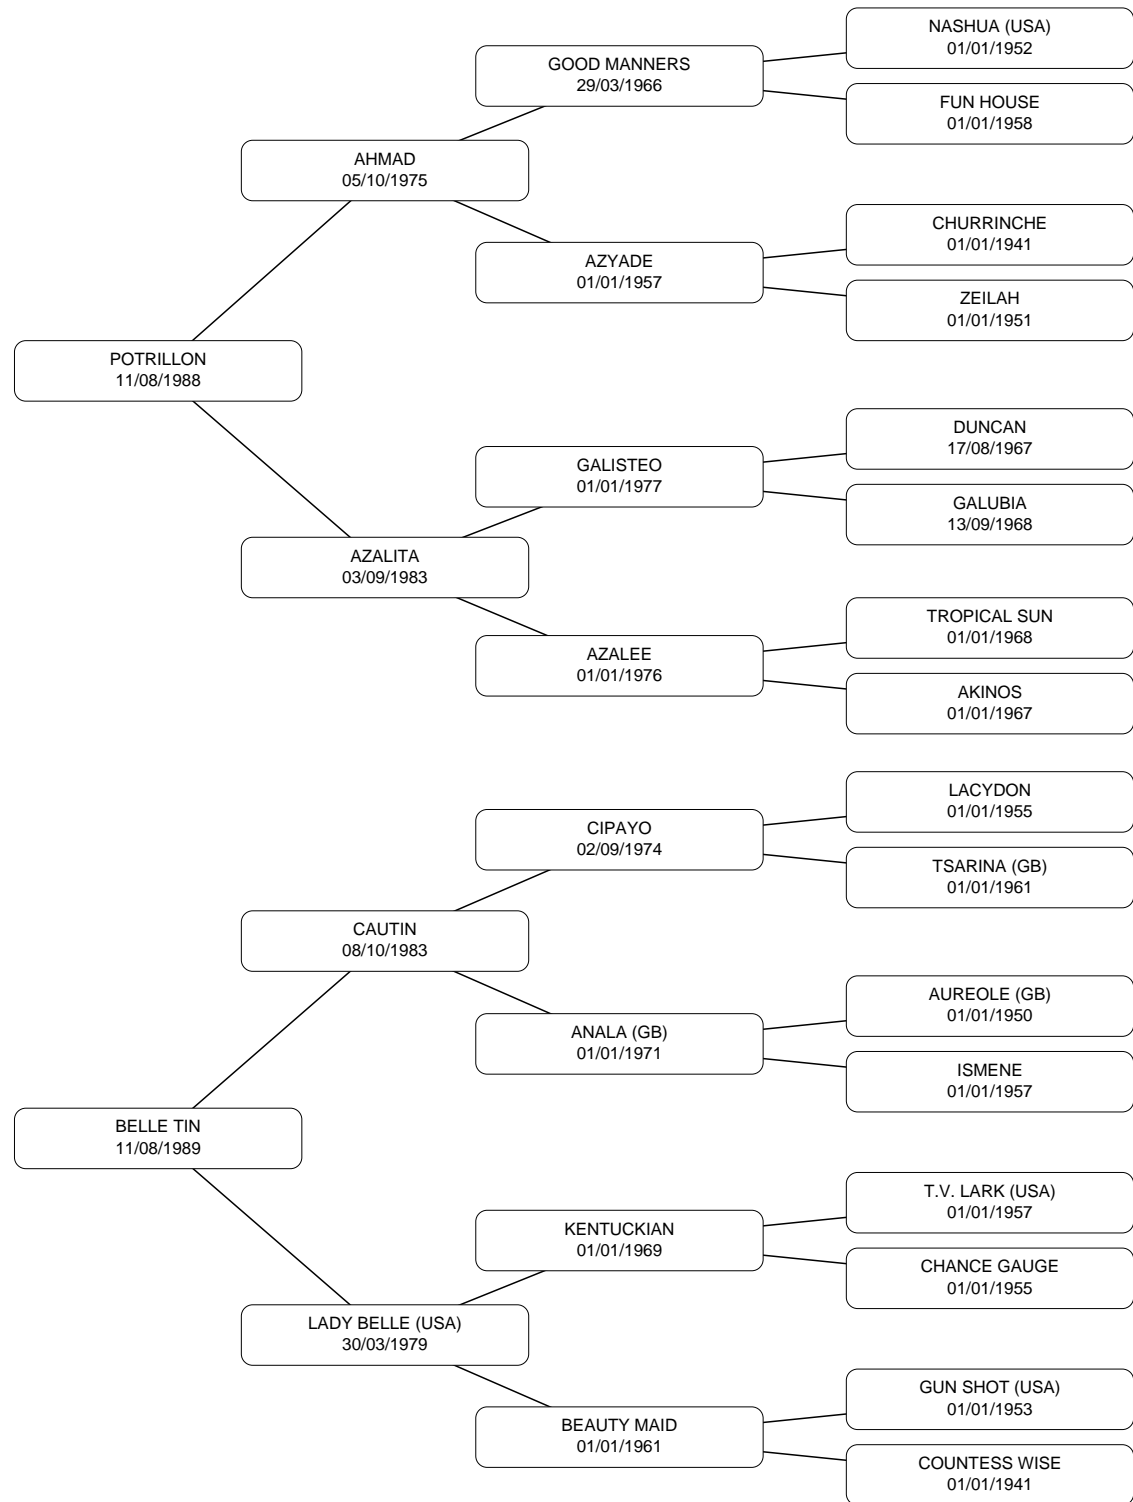 NASHUA (USA)
01/01/1952
GOOD MANNERS
29/03/1966
FUN HOUSE
01/01/1958
AHMAD
05/10/1975
CHURRINCHE
01/01/1941
AZYADE
01/01/1957
ZEILAH
01/01/1951
POTRILLON
11/08/1988
DUNCAN
17/08/1967
GALISTEO
01/01/1977
GALUBIA
13/09/1968
AZALITA
03/09/1983
TROPICAL SUN
01/01/1968
AZALEE
01/01/1976
AKINOS
01/01/1967
LACYDON
01/01/1955
CIPAYO
02/09/1974
TSARINA (GB)
01/01/1961
CAUTIN
08/10/1983
AUREOLE (GB)
01/01/1950
ANALA (GB)
01/01/1971
ISMENE
01/01/1957
BELLE TIN
11/08/1989
T.V. LARK (USA)
01/01/1957
KENTUCKIAN
01/01/1969
CHANCE GAUGE
01/01/1955
LADY BELLE (USA)
30/03/1979
GUN SHOT (USA)
01/01/1953
BEAUTY MAID
01/01/1961
COUNTESS WISE
01/01/1941